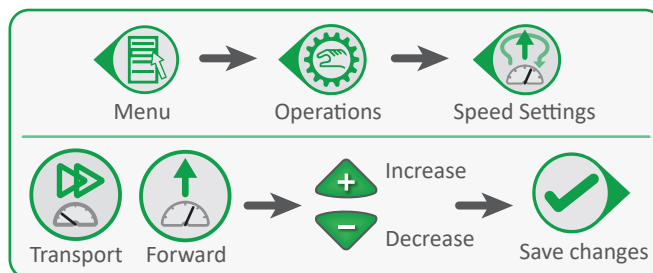 Menu
Operations
Speed Settings
Transport
Forward
+ Increase
- Decrease
Save changes